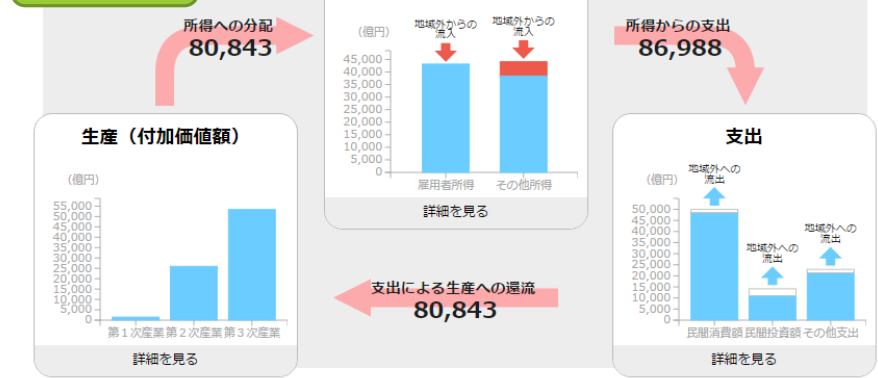 所得への分配
80,843
(億円)
地域外からの
流入
地域外からの
流入
45,000
40,000
35,000
30,000
25,000
20,000
15,000
10,000
5,000
0
雇用者所得
その他所得
詳細を見る
所得からの支出
86,988
生産（付加価値額）
(億円)
55,000
50,000
45,000
40,000
35,000
30,000
25,000
20,000
15,000
10,000
5,000
0
第１次産業
第２次産業
第３次産業
詳細を見る
支出
(億円)
地域外への
流出
地域外への
流出
地域外への
流出
50,000
45,000
40,000
35,000
30,000
25,000
20,000
15,000
10,000
5,000
0
民間消費額
民間投資額
その他支出
詳細を見る
支出による生産への還流
80,843